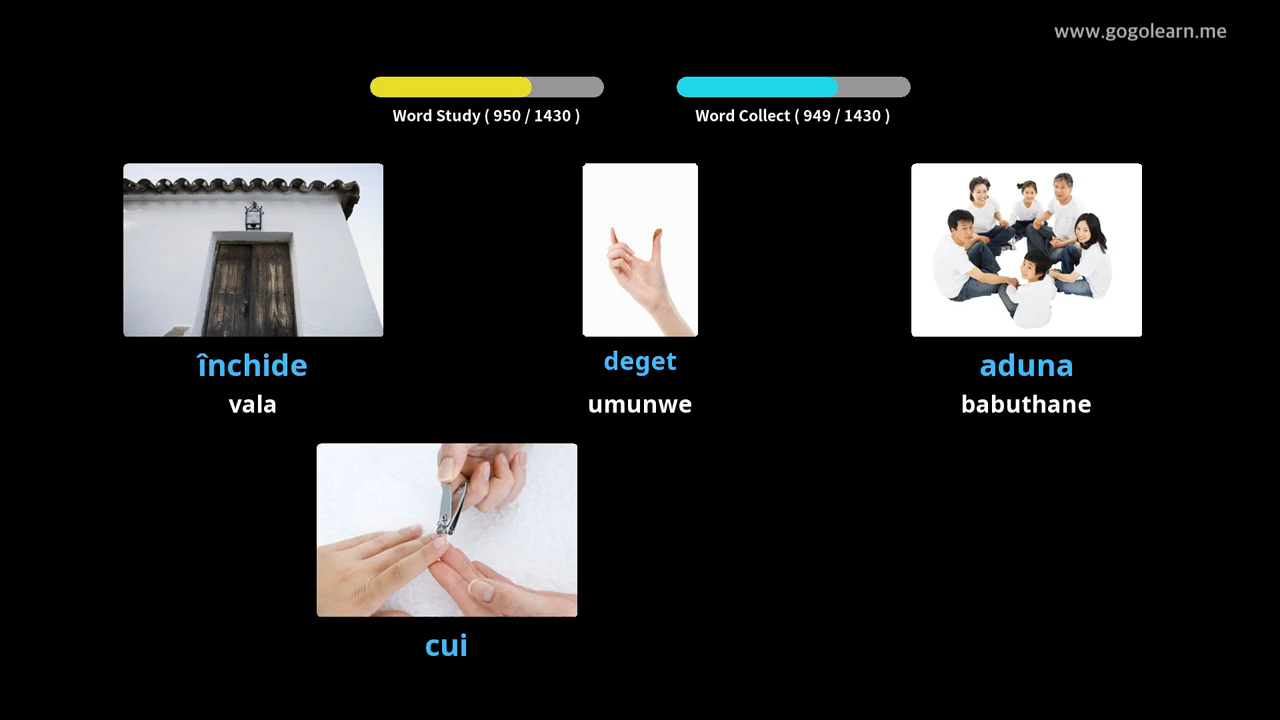 www.gogolearn.me
Word Study ( 950 / 1430 )
Word Collect ( 949 / 1430 )
închide
deget
aduna
vala
umunwe
babuthane
cui